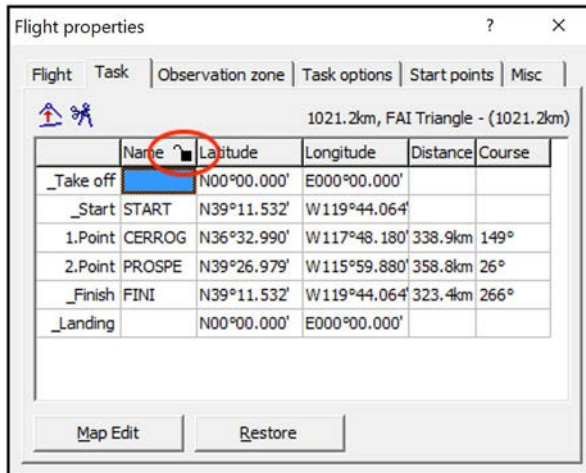 Flight properties ? ×
Flight Task Observation zone Task options Start points Misc
1021.2km, FAI Triangle - (1021.2km)
Name Latitude Longitude Distance Course
_Take off N00°00.000' E000°00.000'
_Start START N39°11.532' W119°44.064'
1.Point CERROG N36°32.990' W117°48.180' 338.9km 149°
2.Point PROSPE N39°26.979' W115°59.880' 358.8km 26°
_Finish FINI N39°11.532' W119°44.064' 323.4km 266°
_Landing N00°00.000' E000°00.000'
Map Edit Restore